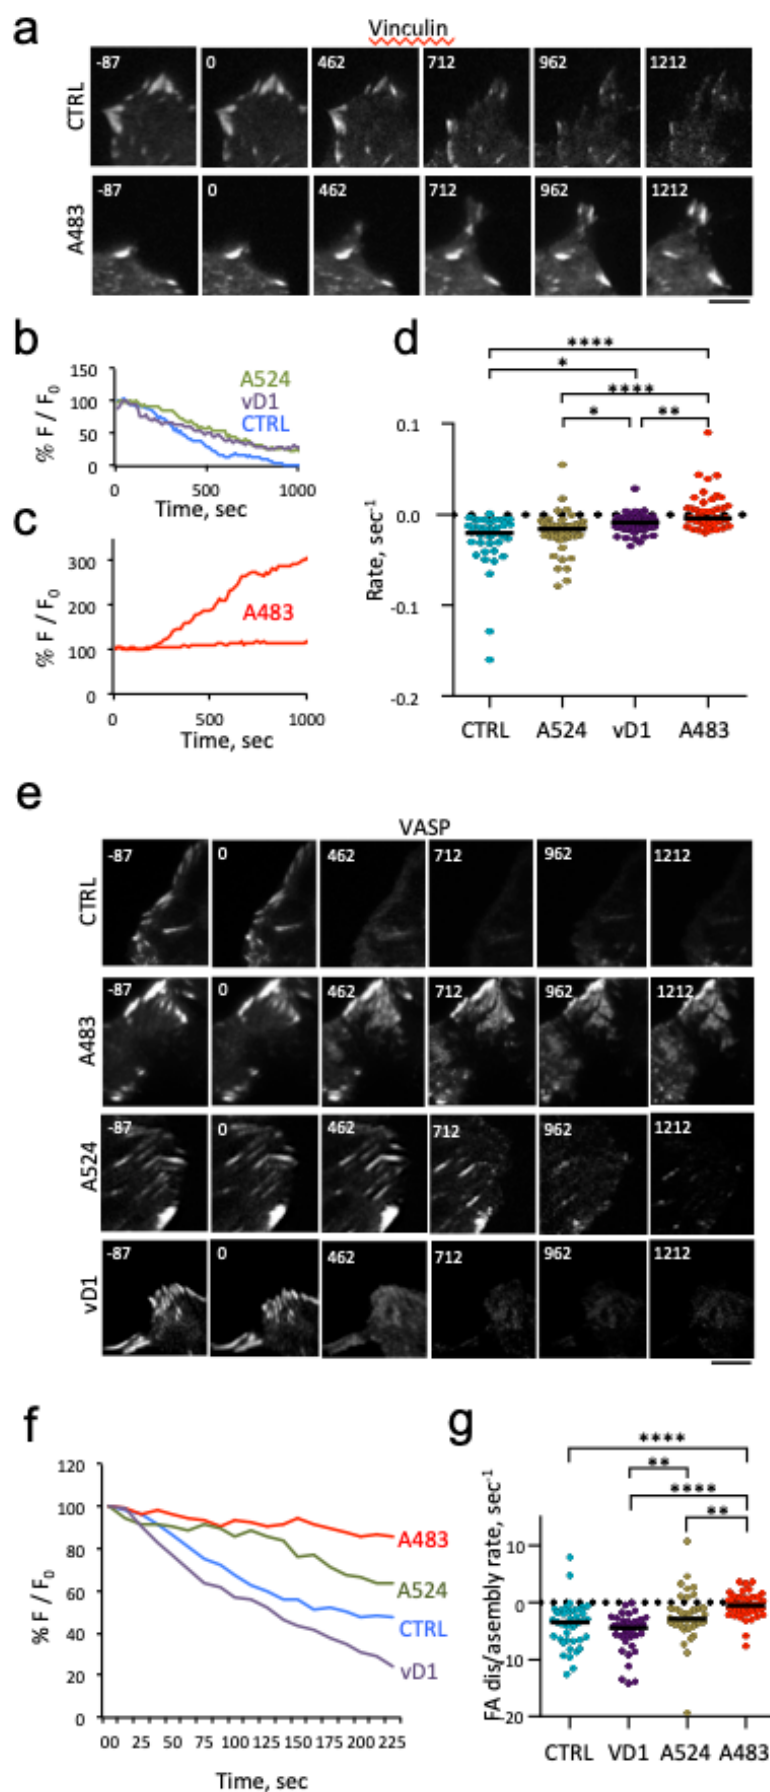 a
Vinculin
CTRL
-87 0 462 712 962 1212
A483
-87 0 462 712 962 1212
b
% F / F0
150
100
50
0
A524
vD1
CTRL
0 500 1000
Time, sec
c
% F / F0
300
200
100
0
A483
0 500 1000
Time, sec
d
****
*
****
* **
Rate, sec-1
0.1
0.0
-0.1
-0.2
CTRL A524 vD1 A483
e
VASP
CTRL
-87 0 462 712 962 1212
A483
-87 0 462 712 962 1212
A524
-87 0 462 712 962 1212
vD1
-87 0 462 712 962 1212
f
% F / F0
120
100
80
60
40
20
0
A483
A524
CTRL
vD1
00 25 50 75 100 125 150 175 200 225
Time, sec
g
****
**
****
**
FA dis/asembly rate, sec-1
10
0
-10
-20
CTRL VD1 A524 A483